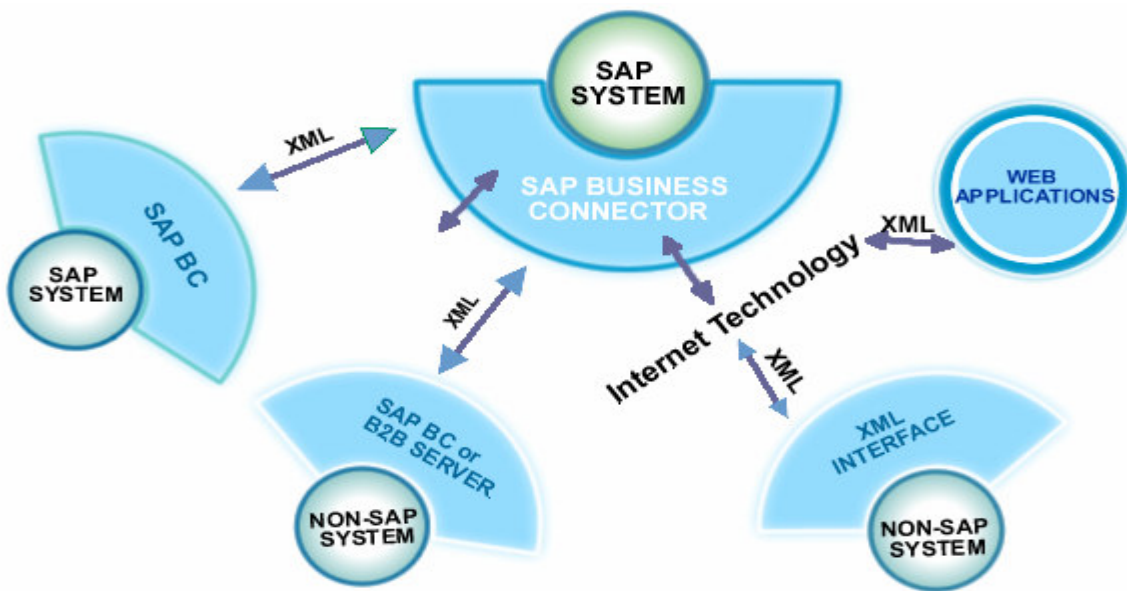 SAP
SYSTEM
SAP BUSINESS
CONNECTOR
XML
SAP BC
SAP
SYSTEM
WEB
APPLICATIONS
XML
Internet Technology
XML
XML
SAP BC or
B2B SERVER
NON-SAP
SYSTEM
XML
INTERFACE
NON-SAP
SYSTEM